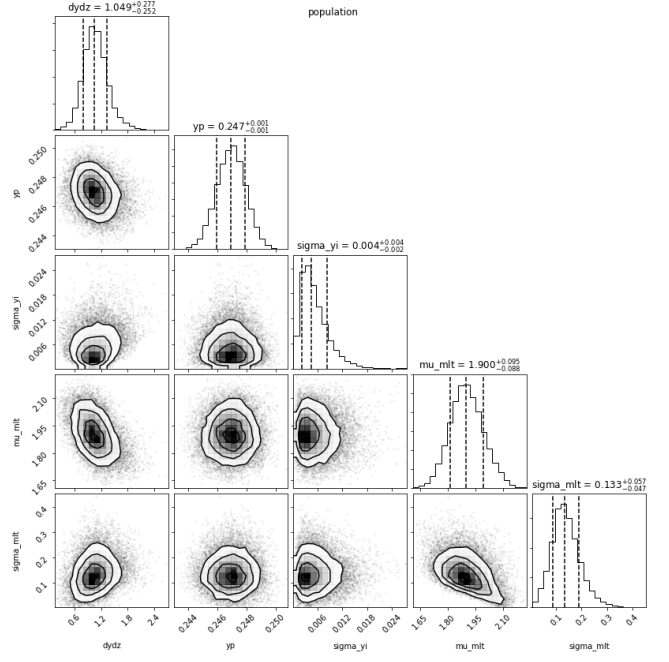 dydz = 1.049+0.277−0.252
population
yp = 0.247+0.001−0.001
0.250
0.248
0.246
0.244
yp
sigma_yi = 0.004+0.004−0.002
0.024
0.018
0.012
0.006
sigma_yi
mu_mlt = 1.900+0.095−0.088
2.10
1.95
1.80
1.65
mu_mlt
sigma_mlt = 0.133+0.057−0.047
0.4
0.3
0.2
0.1
sigma_mlt
0.6 1.2 1.8 2.4
0.244 0.246 0.248 0.250
0.006 0.012 0.018 0.024
1.65 1.80 1.95 2.10
0.1 0.2 0.3 0.4
dydz yp sigma_yi mu_mlt sigma_mlt